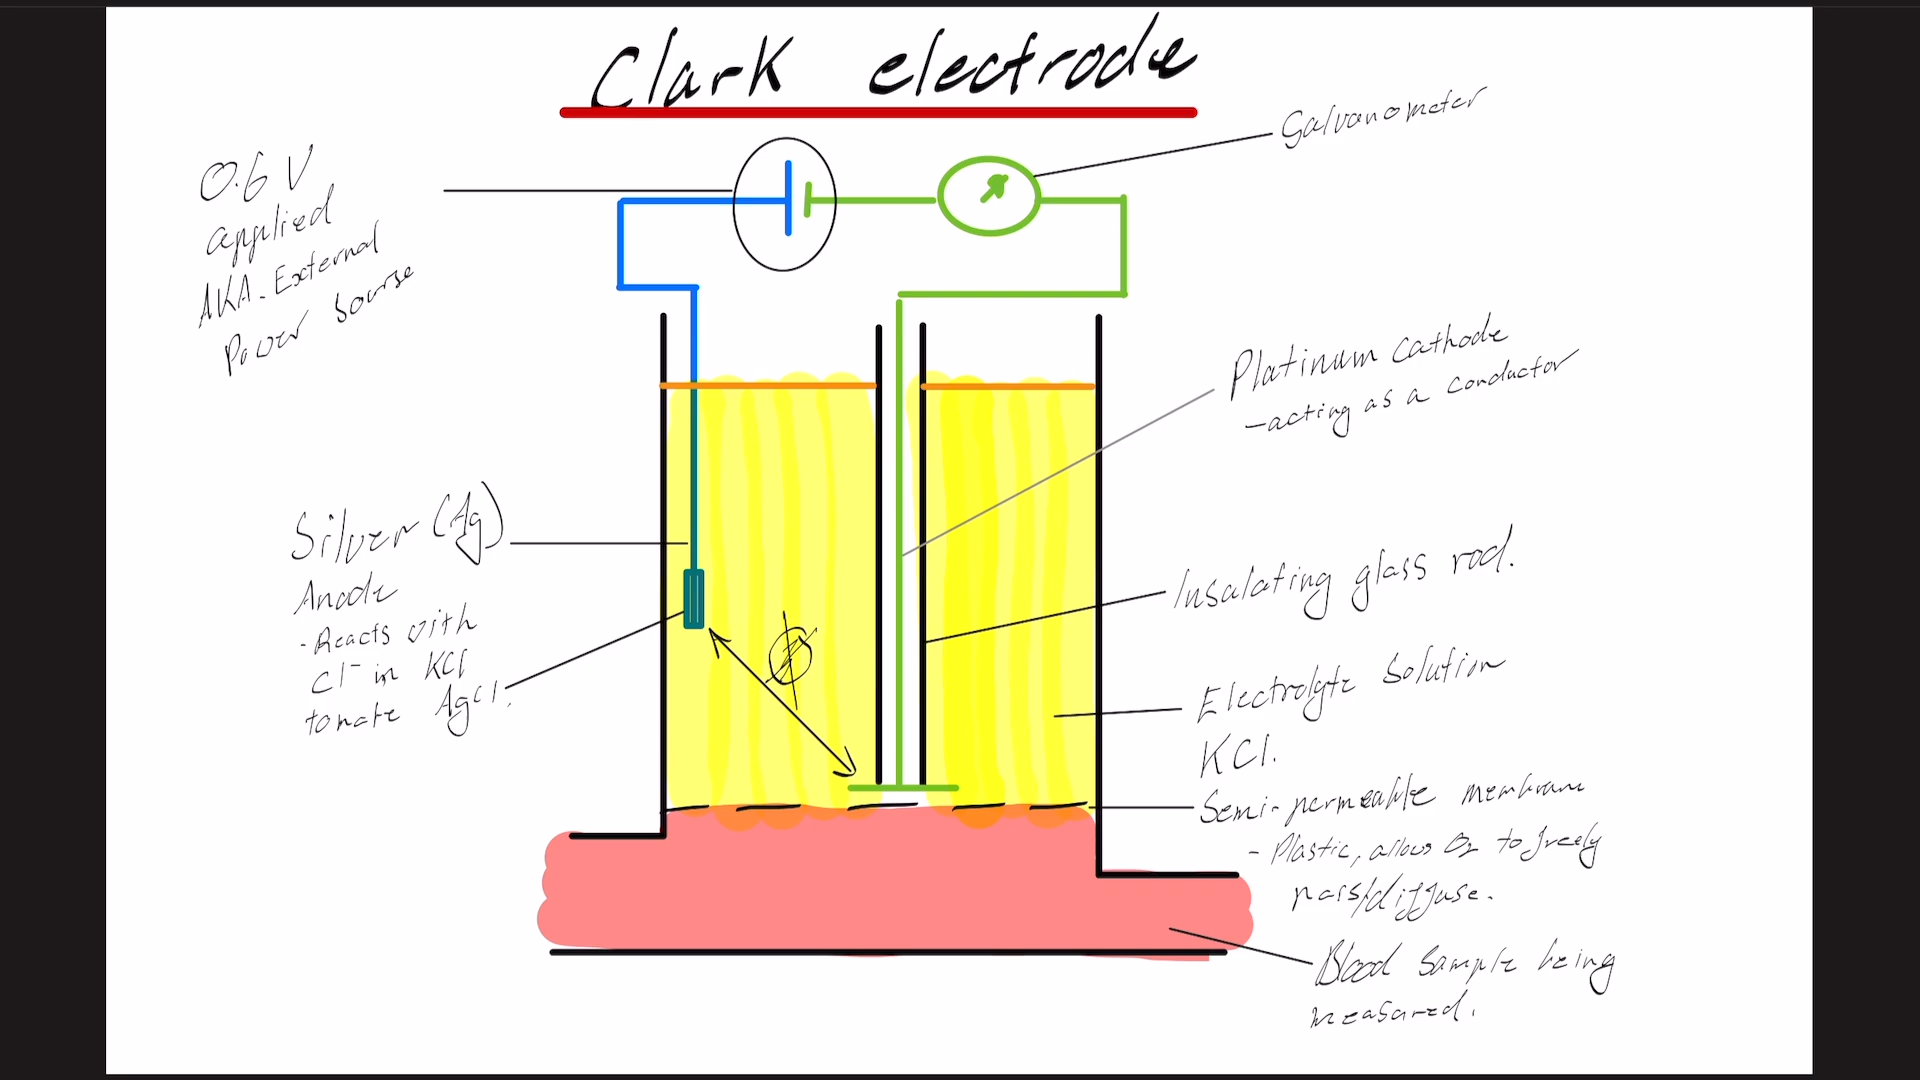 Clark electrode
Galvanometer
0.6 V
applied
AKA. External
Power Sourse
Platinum Cathode
- acting as a conductor
Silver (Ag)
Anode
- Reacts with
Cl⁻ in KCl
to make AgCl.
Insalating glass rod.
Electrolyte Solution
KCl.
Semi-permeable membrane
- Plastic, allows O₂ to freely
pass/diffuse.
Blood sample being
measured.